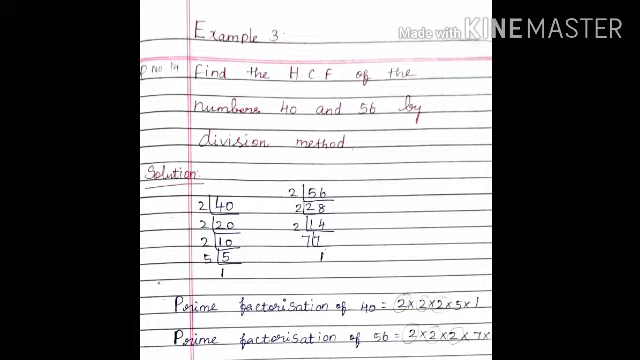 Made with KINEMASTER
Example 3:
P no 14
Find the H.C F of the
numbers 40 and 56 by
division method.
Solution:
2 56
2 40 2 28
2 20 2 14
2 10 7 7
5 5 1
1
Prime factorisation of 40 = 2×2×2×5×1
Prime factorisation of 56 = 2×2×2×7×